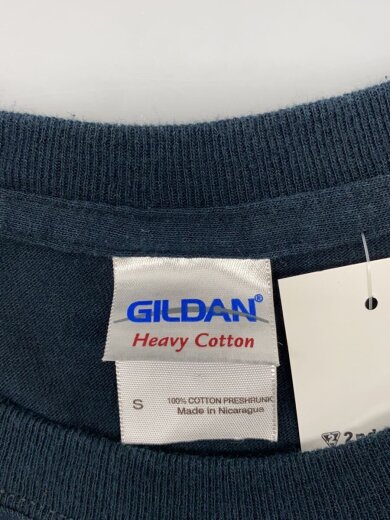 GILDAN®
Heavy Cotton
S
100% COTTON PRESHRUNK
Made in Nicaragua